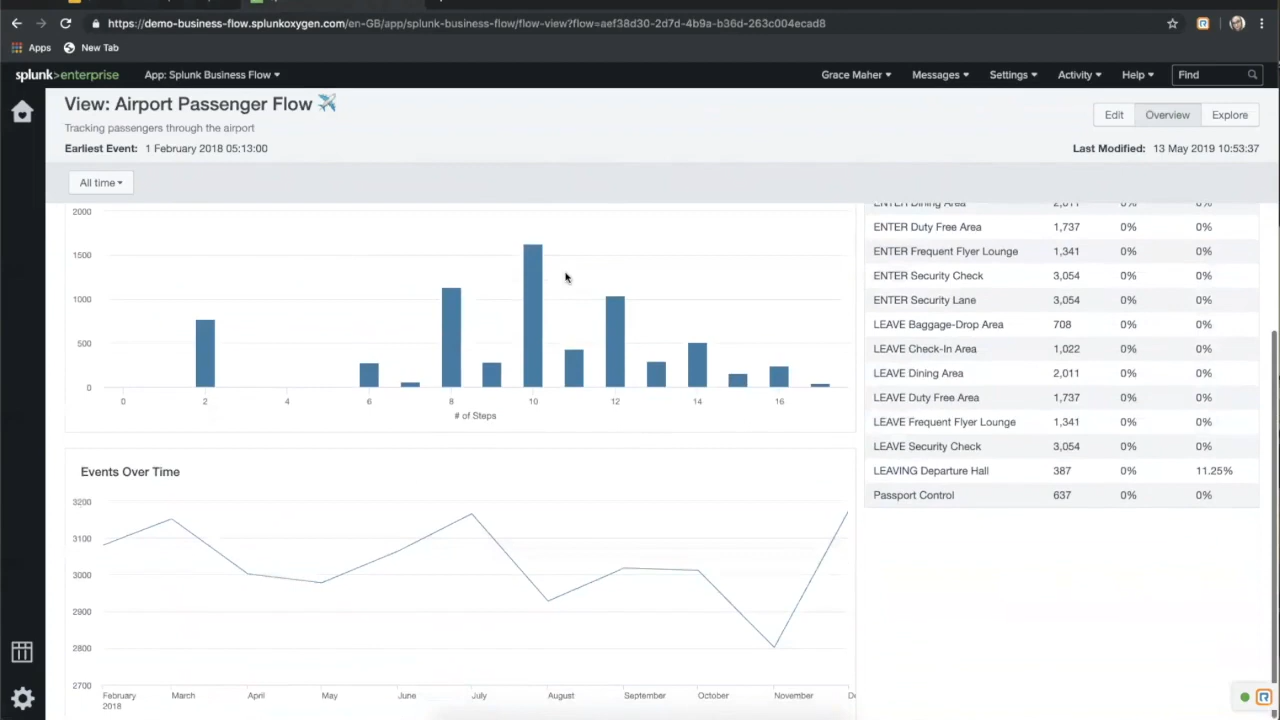 https://demo-business-flow.splunkoxygen.com/en-GB/app/splunk-business-flow/flow-view?flow=aef38d30-2d7d-4b9a-b36d-263c004ecad8
Apps New Tab
splunk>enterprise App: Splunk Business Flow Grace Maher Messages Settings Activity Help Find
View: Airport Passenger Flow
Edit Overview Explore
Tracking passengers through the airport
Earliest Event: 1 February 2018 05:13:00 Last Modified: 13 May 2019 10:53:37
All time
2000
1500
1000
500
0
0 2 4 6 8 10 12 14 16
# of Steps
ENTER Dining Area 2,011 0% 0%
ENTER Duty Free Area 1,737 0% 0%
ENTER Frequent Flyer Lounge 1,341 0% 0%
ENTER Security Check 3,054 0% 0%
ENTER Security Lane 3,054 0% 0%
LEAVE Baggage-Drop Area 708 0% 0%
LEAVE Check-In Area 1,022 0% 0%
LEAVE Dining Area 2,011 0% 0%
LEAVE Duty Free Area 1,737 0% 0%
LEAVE Frequent Flyer Lounge 1,341 0% 0%
LEAVE Security Check 3,054 0% 0%
LEAVING Departure Hall 387 0% 11.25%
Passport Control 637 0% 0%
Events Over Time
3200
3100
3000
2900
2800
2700
February March April May June July August September October November
2018